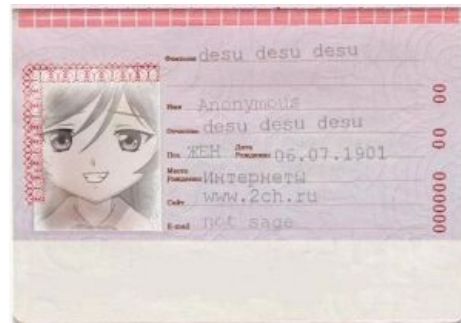 Фамилия desu desu desu
Имя Anonymous
Отчество desu desu desu
Пол ЖЕН Дата Рождения 06.07.1901
Место Рождения ИнтернетЫ
Сайт www.2ch.ru
E-mail not sage
00 00 000000